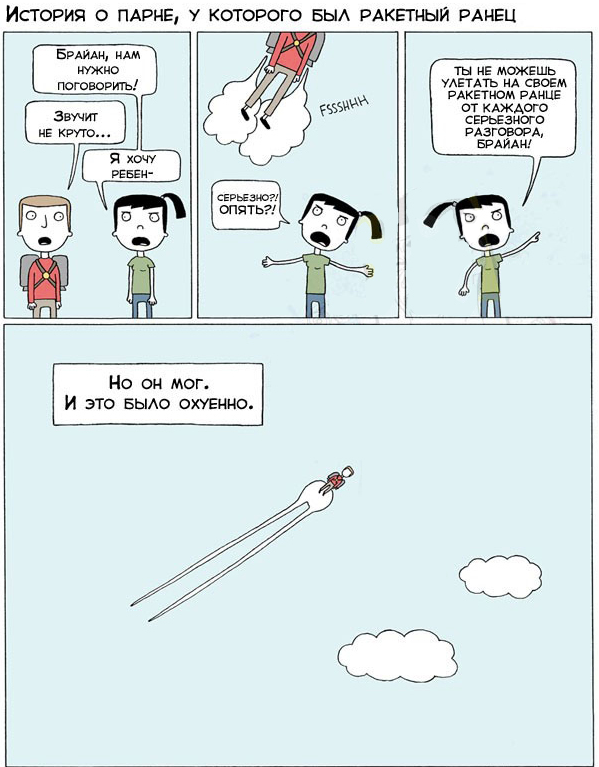 История о парне, у которого был ракетный ранец
Брайан, нам
нужно
поговорить!
Звучит
не круто...
Я хочу
ребен-
FSSSHHH
Серьезно?!
Опять?!
Ты не можешь
улетать на своем
ракетном ранце
от каждого
серьезного
разговора,
Брайан!
Но он мог.
И это было охуенно.